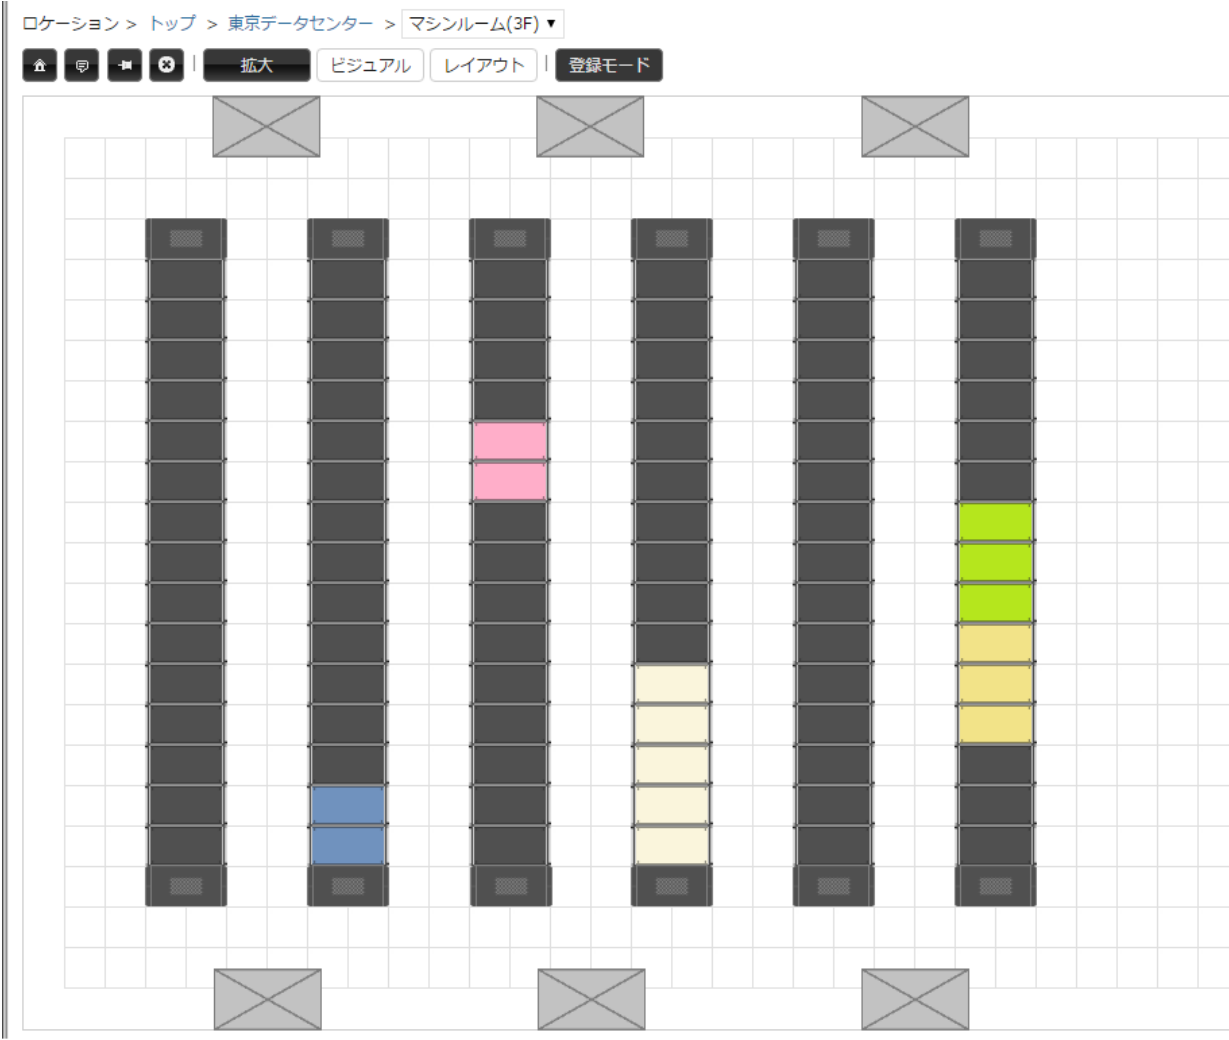 ロケーション > トップ > 東京データセンター > マシンルーム(3F) ▼
拡大 ビジュアル レイアウト 登録モード